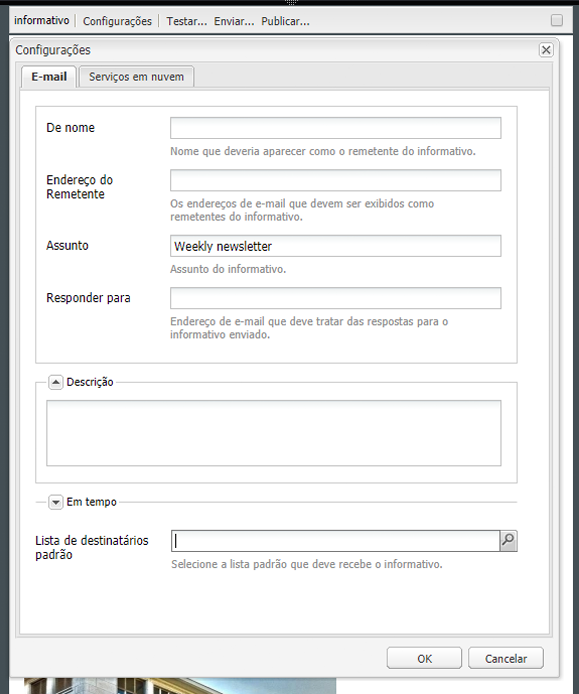 informativo Configurações Testar... Enviar... Publicar...
Configurações
E-mail Serviços em nuvem
De nome
Nome que deveria aparecer como o remetente do informativo.
Endereço do
Remetente
Os endereços de e-mail que devem ser exibidos como
remetentes do informativo.
Assunto Weekly newsletter
Assunto do informativo.
Responder para
Endereço de e-mail que deve tratar das respostas para o
informativo enviado.
Descrição
Em tempo
Lista de destinatários
padrão
Selecione a lista padrão que deve recebe o informativo.
OK Cancelar